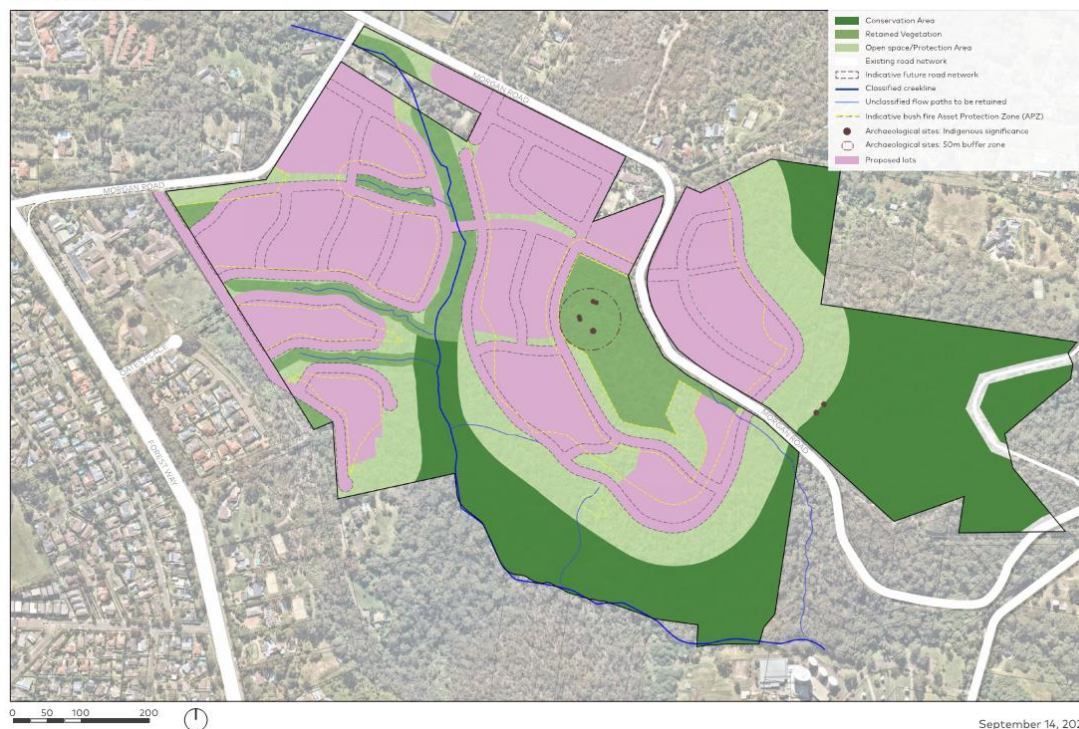 Conservation Area
Retained Vegetation
Open space/Protection Area
Existing road network
Indicative future road network
Classified creekline
Unclassified flow paths to be retained
Indicative bush fire Asset Protection Zone (APZ)
Archaeological sites: Indigenous significance
Archaeological sites: 50m buffer zone
Proposed lots
MORGAN ROAD
MORGAN ROAD
MORGAN ROAD
FOREST WAY
0 50 100 200
September 14, 202